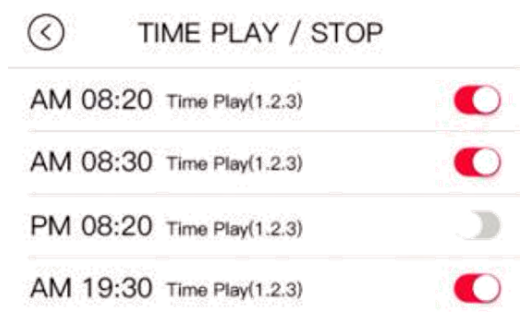 TIME PLAY / STOP
AM 08:20 Time Play(1.2.3)
AM 08:30 Time Play(1.2.3)
PM 08:20 Time Play(1.2.3)
AM 19:30 Time Play(1.2.3)